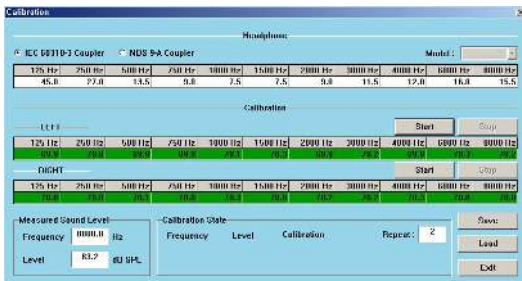 Calibration
Headphone
IEC 60318-3 Coupler NDS 9-A Coupler Model :
125 Hz 250 Hz 500 Hz 750 Hz 1000 Hz 1500 Hz 2000 Hz 3000 Hz 4000 Hz 6000 Hz 8000 Hz
45.0 27.0 13.5 9.0 7.5 7.5 9.0 11.5 12.0 16.0 15.5
Calibration
LEFT Start Stop
125 Hz 250 Hz 500 Hz 750 Hz 1000 Hz 1500 Hz 2000 Hz 3000 Hz 4000 Hz 6000 Hz 8000 Hz
RIGHT Start Stop
125 Hz 250 Hz 500 Hz 750 Hz 1000 Hz 1500 Hz 2000 Hz 3000 Hz 4000 Hz 6000 Hz 8000 Hz
Measured Sound Level Calibration State Save
Frequency 8000.0 Hz Frequency Level Calibration Repeat : 2
Load
Level 83.2 dB SPL
Exit